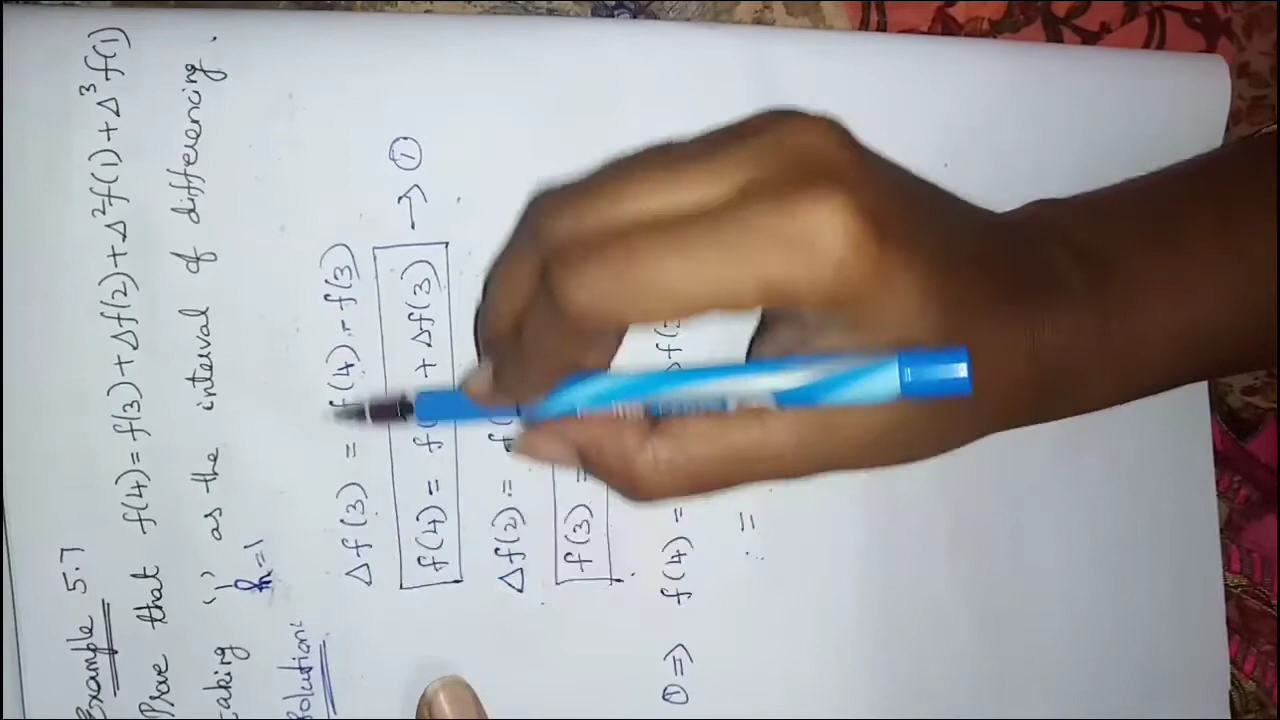 Example 5.7
Prove that f(4) = f(3) + Δf(2) + Δ²f(1) + Δ³f(1)
taking '1' as the interval of differencing.
h=1
Solution:
Δf(3) = f(4) - f(3)
f(4) = f( + Δf(3) → ①
Δf(2) = f(
f(3) =
① ⇒ f(4) =
=